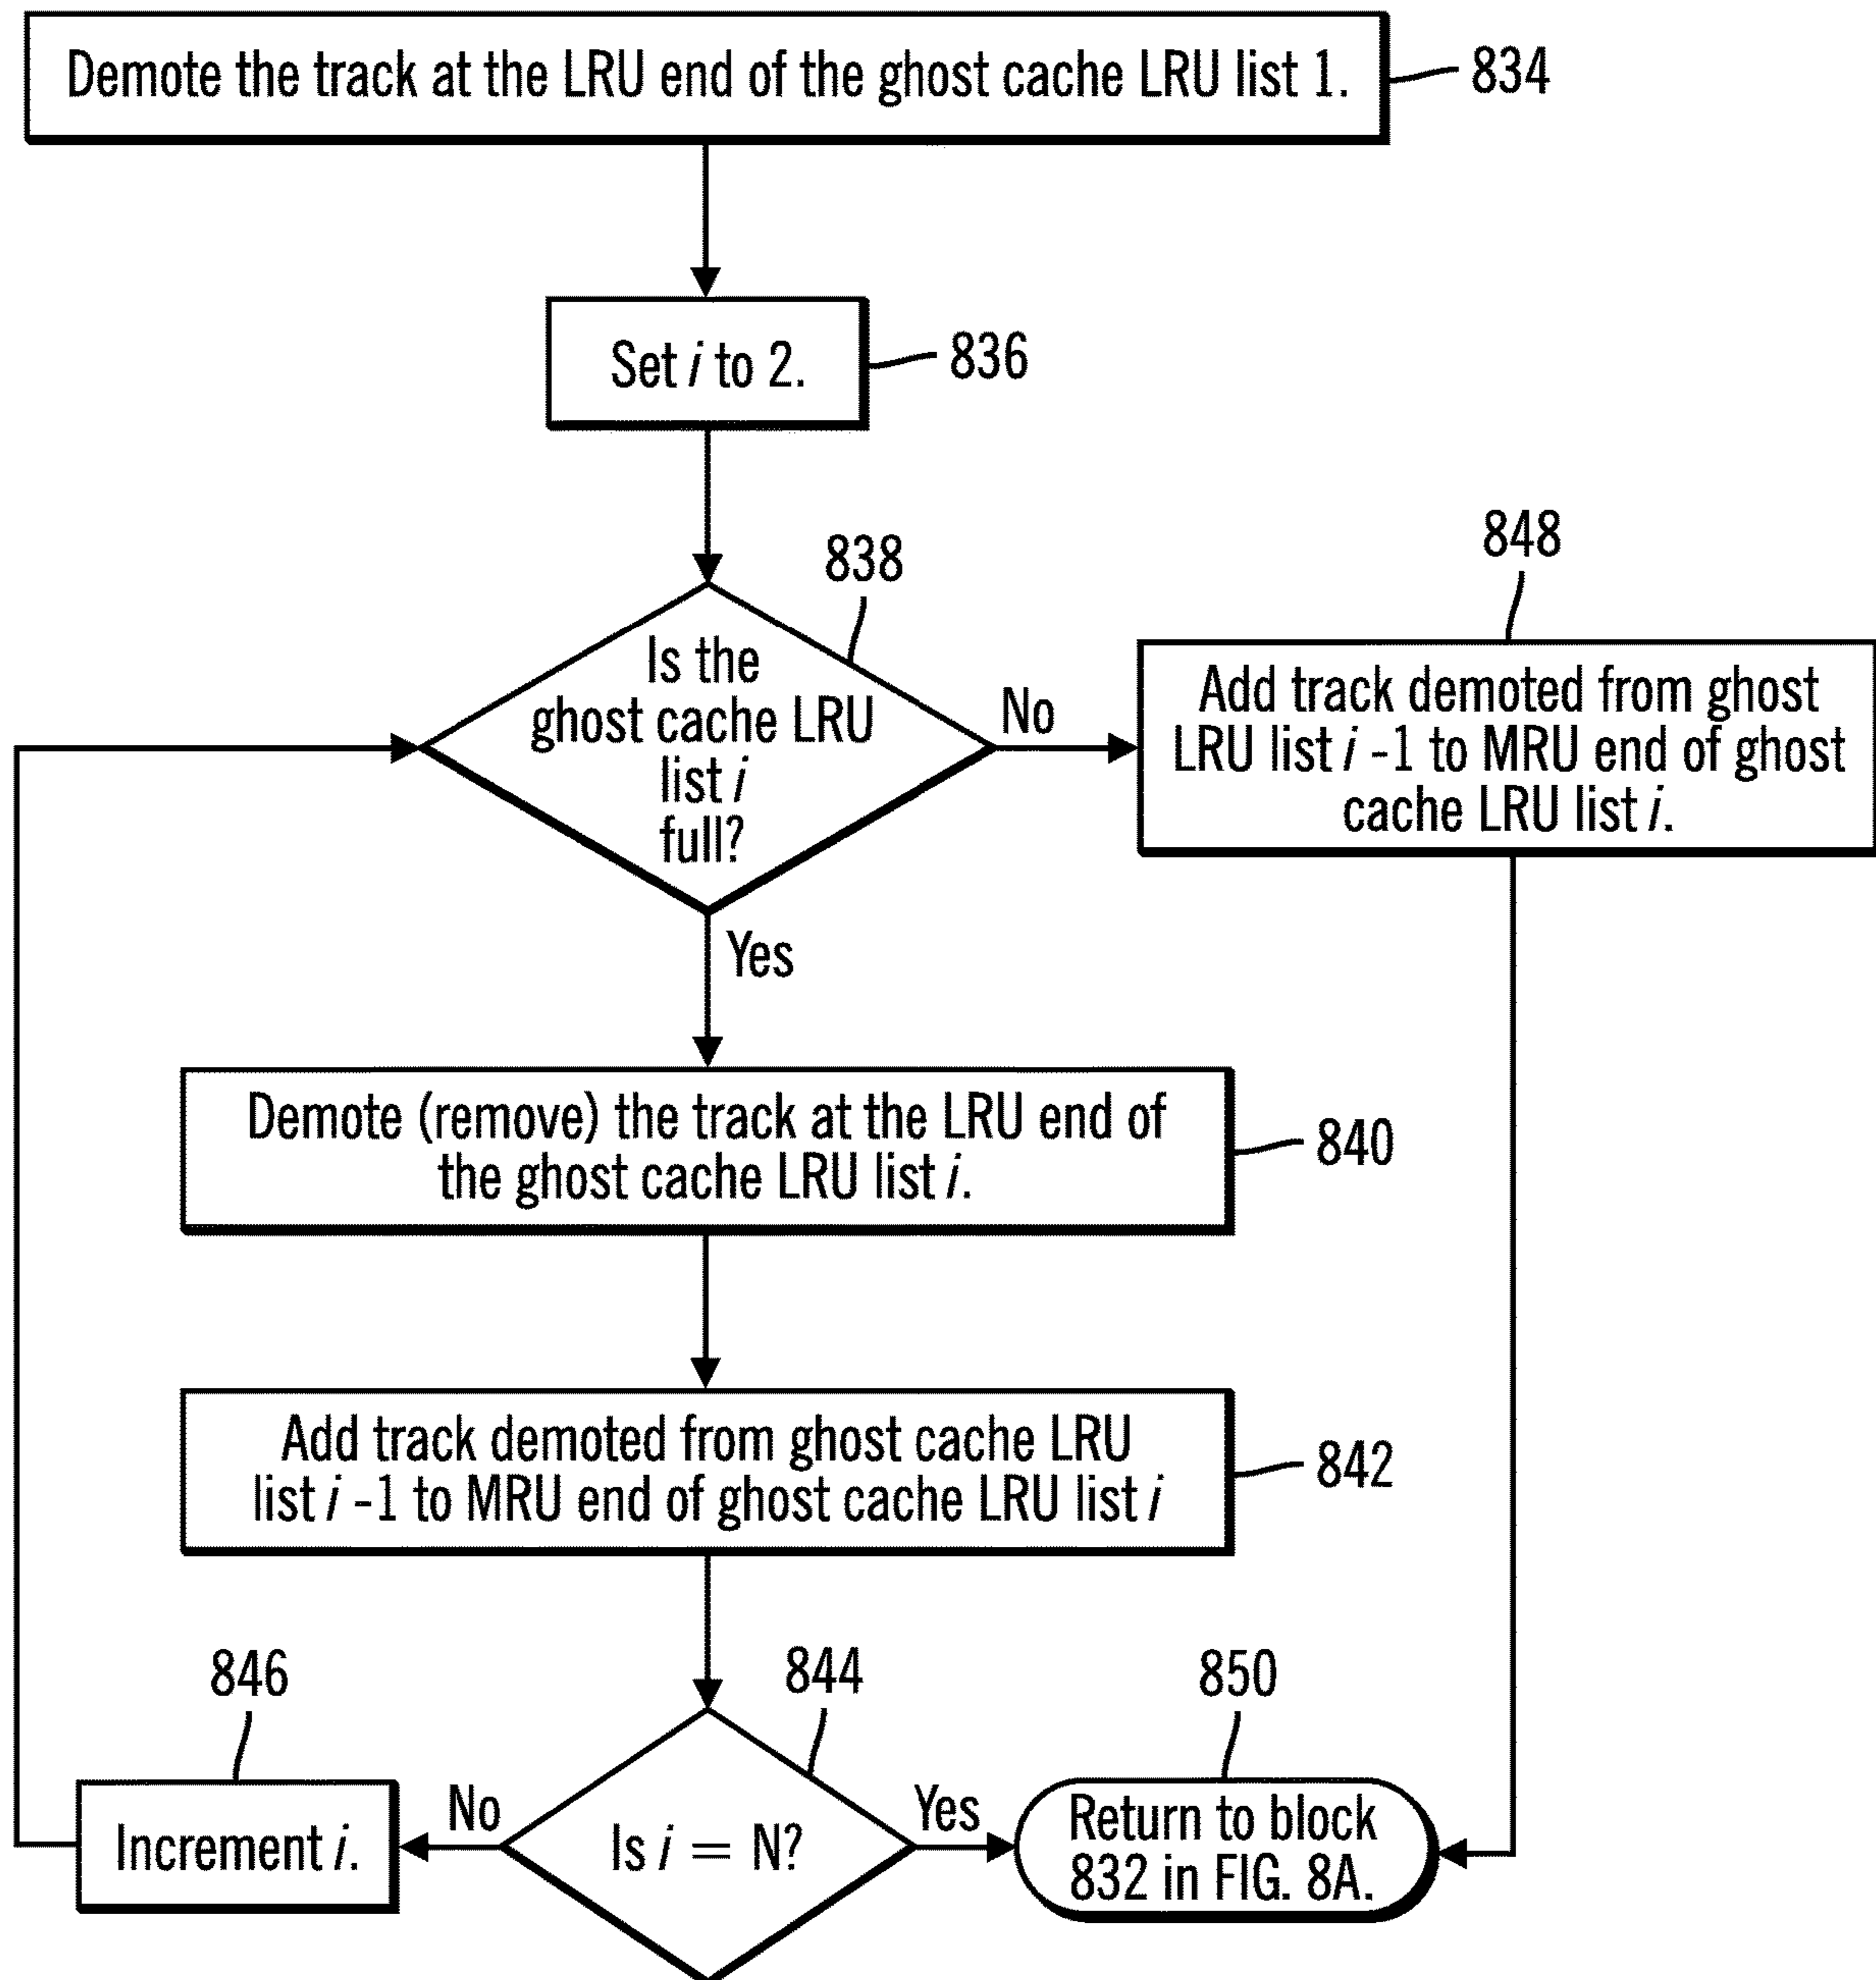 Demote the track at the LRU end of the ghost cache LRU list 1.
834
Set i to 2.
836
838
Is the
ghost cache LRU
list i
full?
No
Yes
848
Add track demoted from ghost
LRU list i -1 to MRU end of ghost
cache LRU list i.
Demote (remove) the track at the LRU end of
the ghost cache LRU list i.
840
Add track demoted from ghost cache LRU
list i -1 to MRU end of ghost cache LRU list i
842
846
Increment i.
No
844
Is i = N?
Yes
850
Return to block
832 in FIG. 8A.